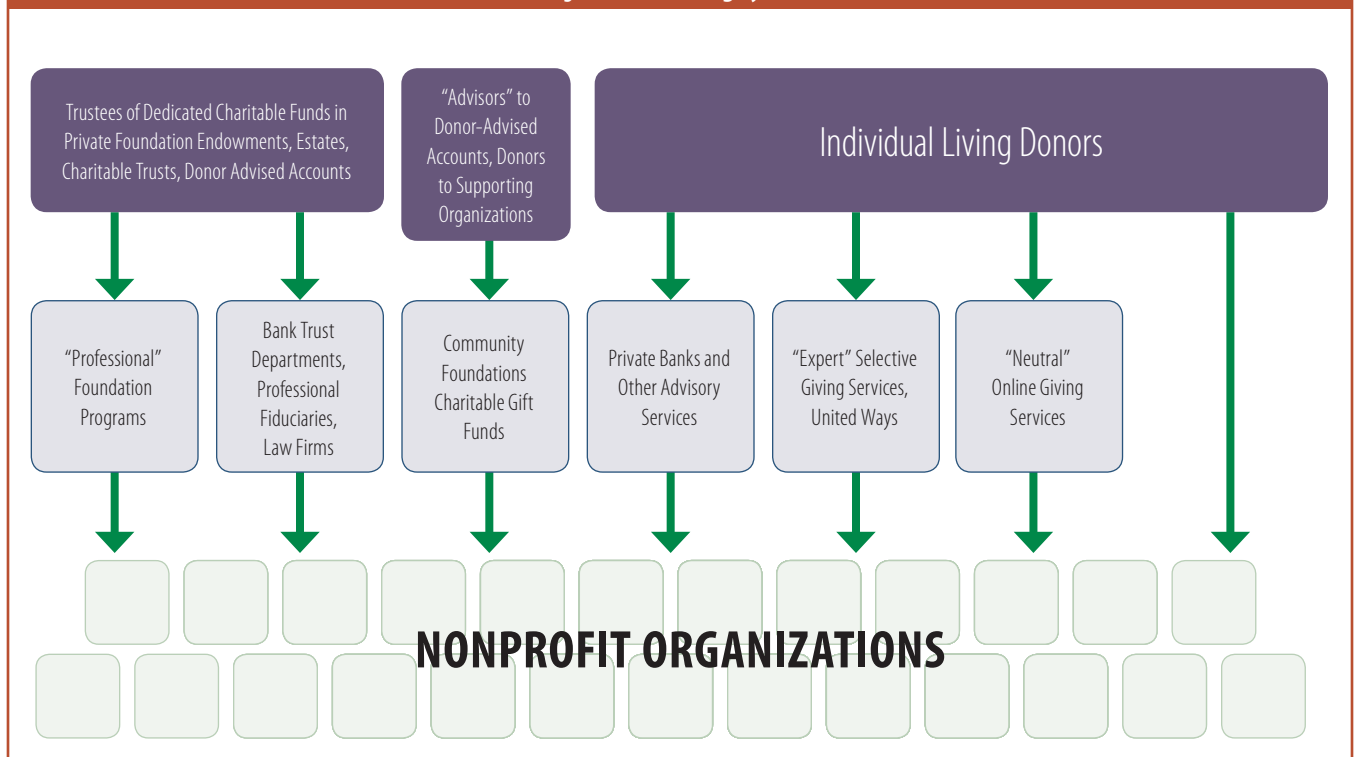 Trustees of Dedicated Charitable Funds in
Private Foundation Endowments, Estates,
Charitable Trusts, Donor Advised Accounts
“Advisors” to
Donor-Advised
Accounts, Donors
to Supporting
Organizations
Individual Living Donors
“Professional”
Foundation
Programs
Bank Trust
Departments,
Professional
Fiduciaries,
Law Firms
Community
Foundations
Charitable Gift
Funds
Private Banks and
Other Advisory
Services
“Expert” Selective
Giving Services,
United Ways
“Neutral”
Online Giving
Services
NONPROFIT ORGANIZATIONS